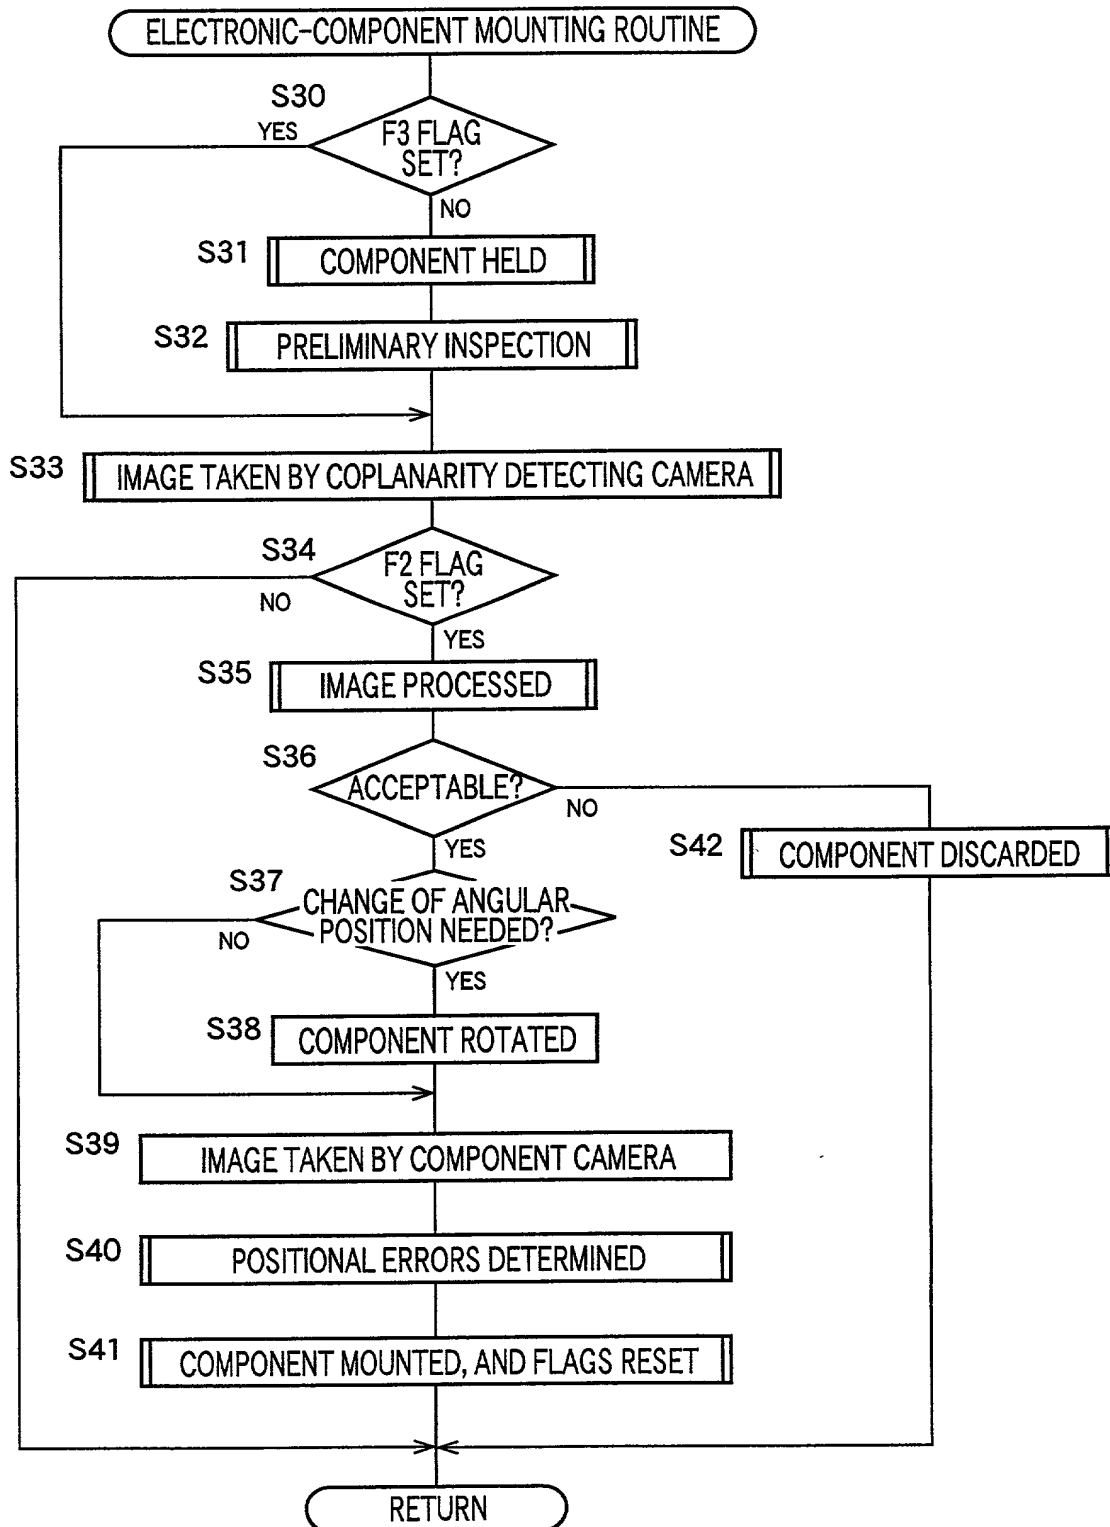 ELECTRONIC-COMPONENT MOUNTING ROUTINE
S30
YES
F3 FLAG
SET?
NO
S31
COMPONENT HELD
S32
PRELIMINARY INSPECTION
S33
IMAGE TAKEN BY COPLANARITY DETECTING CAMERA
S34
F2 FLAG
SET?
NO
YES
S35
IMAGE PROCESSED
S36
ACCEPTABLE?
NO
YES
S42
COMPONENT DISCARDED
S37
CHANGE OF ANGULAR
POSITION NEEDED?
NO
YES
S38
COMPONENT ROTATED
S39
IMAGE TAKEN BY COMPONENT CAMERA
S40
POSITIONAL ERRORS DETERMINED
S41
COMPONENT MOUNTED, AND FLAGS RESET
RETURN